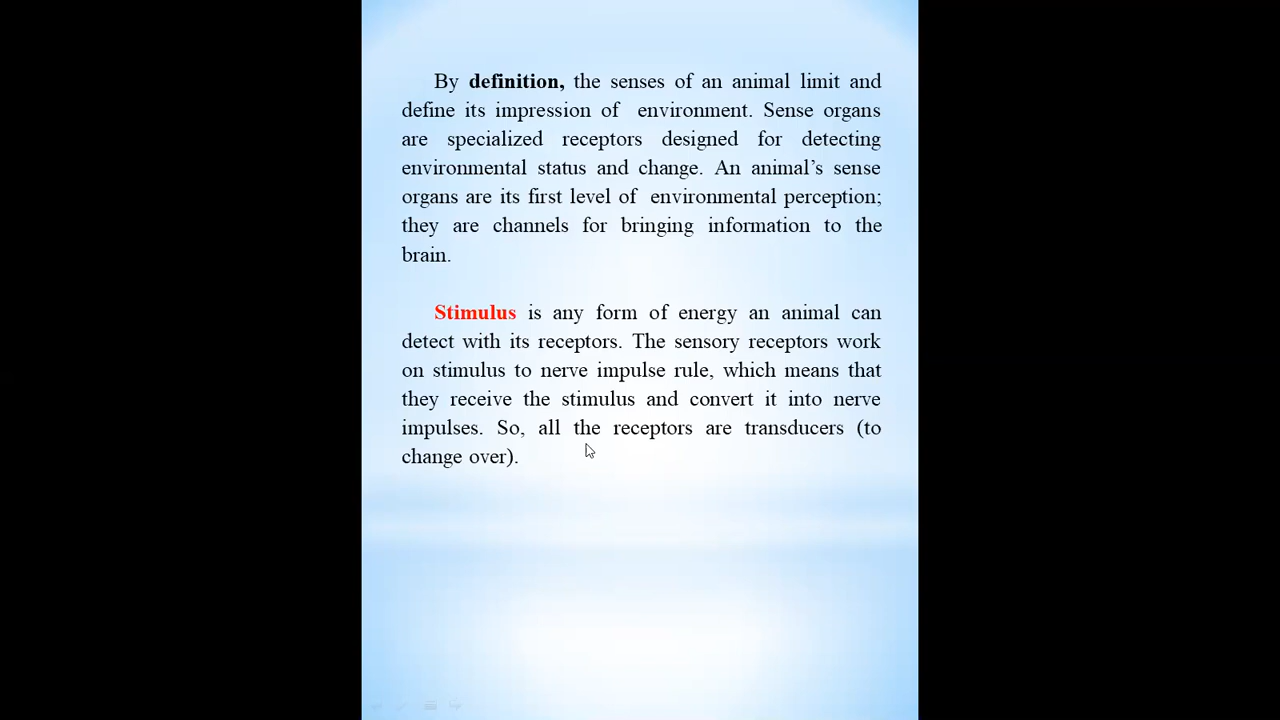 By definition, the senses of an animal limit and
define its impression of environment. Sense organs
are specialized receptors designed for detecting
environmental status and change. An animal’s sense
organs are its first level of environmental perception;
they are channels for bringing information to the
brain.
Stimulus is any form of energy an animal can
detect with its receptors. The sensory receptors work
on stimulus to nerve impulse rule, which means that
they receive the stimulus and convert it into nerve
impulses. So, all the receptors are transducers (to
change over).